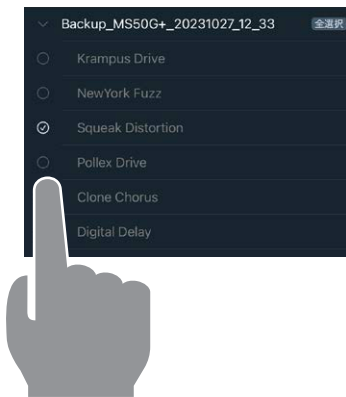 Backup_MS50G+_20231027_12_33 全選択
Krampus Drive
NewYork Fuzz
Squeak Distortion
Pollex Drive
Clone Chorus
Digital Delay